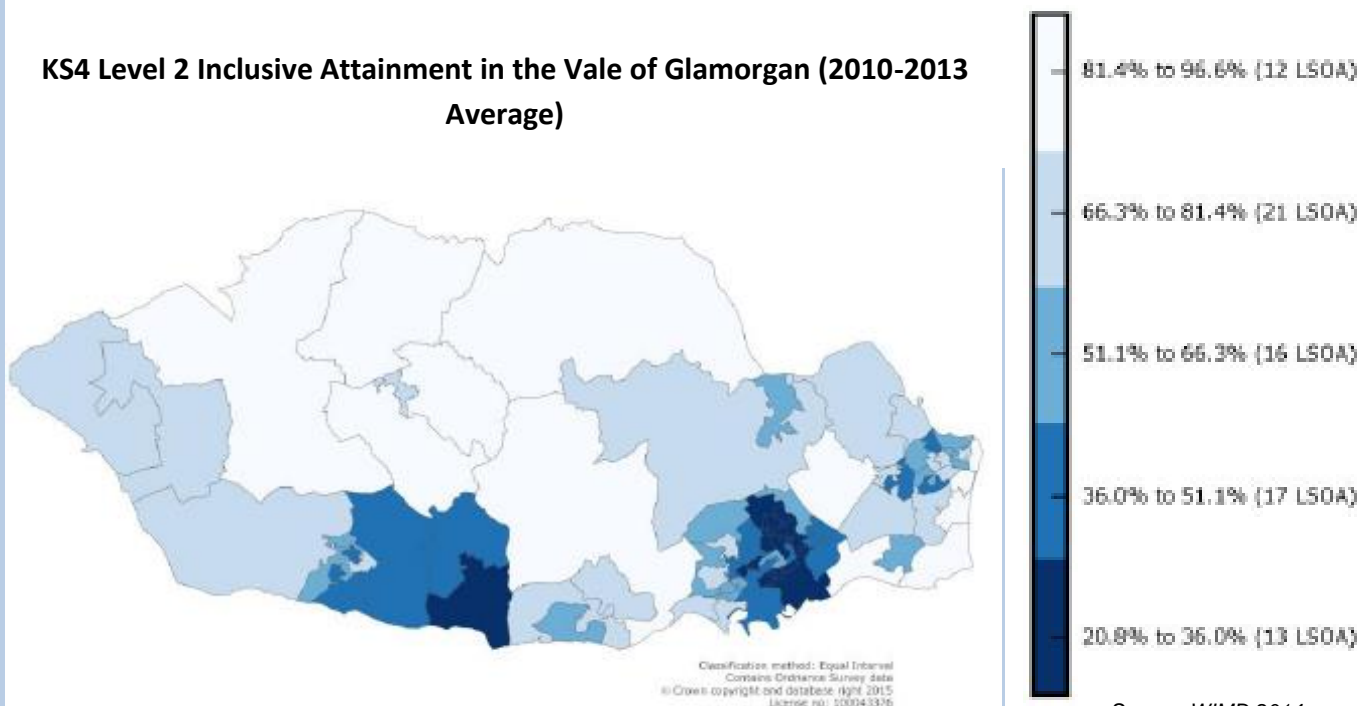 KS4 Level 2 Inclusive Attainment in the Vale of Glamorgan (2010-2013
Average)
81.4% to 96.6% (12 LSOA)
66.3% to 81.4% (21 LSOA)
51.1% to 66.3% (16 LSOA)
36.0% to 51.1% (17 LSOA)
20.8% to 36.0% (13 LSOA)
Classification method: Equal Interval
Contains Ordnance Survey data
© Crown copyright and database right 2015
License no: 100043376